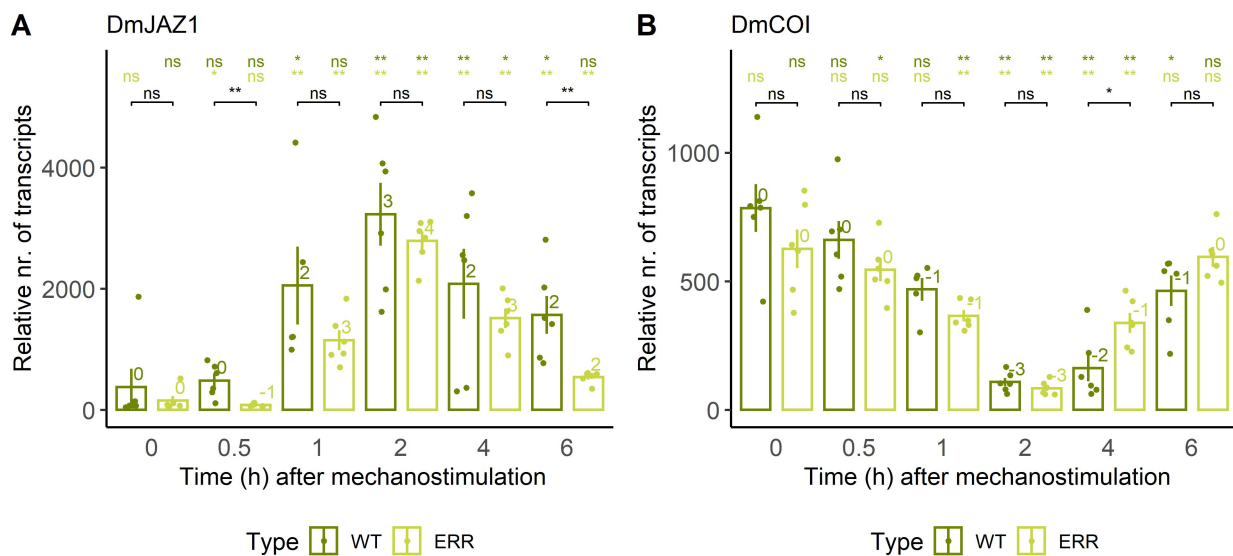 A
DmJAZ1
ns ns ns * ns ** ** ** * * ns
ns * ns ** ** ** ** ** ** ** **
ns ** ns ns ns **
Relative nr. of transcripts
4000
2000
0
0 0 0 -1 2 3 3 4 2 3 2 2
0 0.5 1 2 4 6
Time (h) after mechanostimulation
Type WT ERR
B
DmCOI
ns ns * ns ** ** ** ** ** * ns
ns ns ns ns ** ** ** ** ** ns ns
ns ns ns ns * ns
Relative nr. of transcripts
1000
500
0
0 0 0 0 -1 -1 -3 -3 -2 -1 -1 0
0 0.5 1 2 4 6
Time (h) after mechanostimulation
Type WT ERR